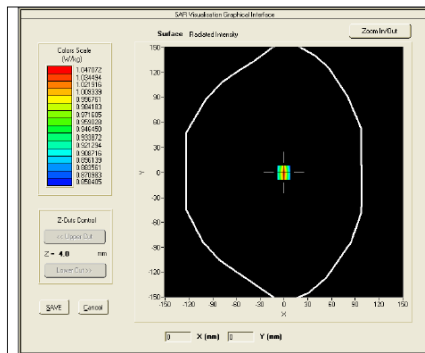 SAFI Visualisation Graphical Interface
Surface Radiated Intensity
Zoom In/Out
Colors Scale
(W/kg)
1.047072
1.034494
1.021916
1.009339
0.996761
0.984183
0.971605
0.959028
0.946450
0.933872
0.921294
0.908716
0.896139
0.883561
0.870983
0.858405
Z-Cuts Control
<< Upper Cut
Z = 4.0 mm
Lower Cut >>
SAVE
Cancel
150
120
90
60
30
0
-30
-60
-90
-120
-150
Y
-150 -120 -90 -60 -30 0 30 60 90 120 150
X
0 X (mm) 0 Y (mm)